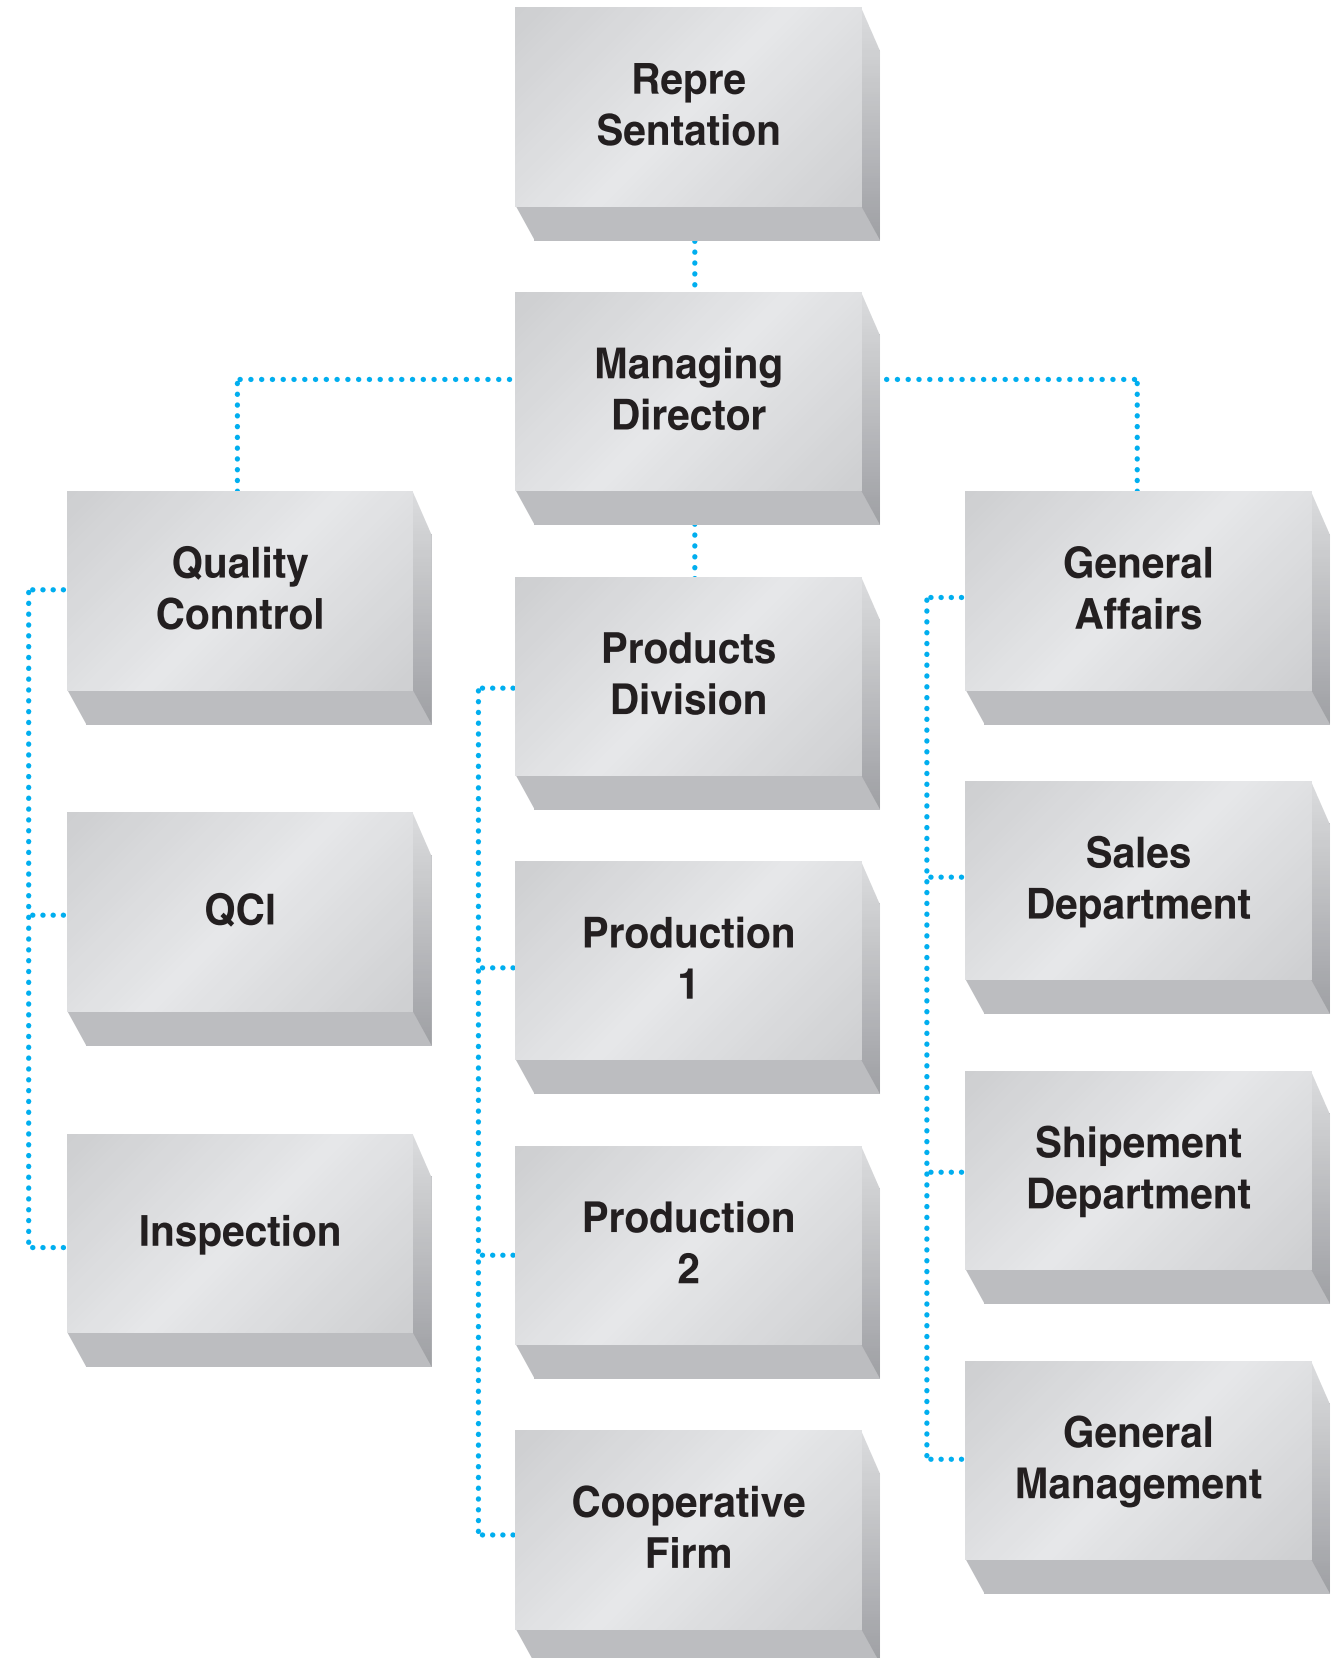 Repre
Sentation
Managing
Director
Quality
Conntrol
QCI
Inspection
Products
Division
Production
1
Production
2
Cooperative
Firm
General
Affairs
Sales
Department
Shipement
Department
General
Management